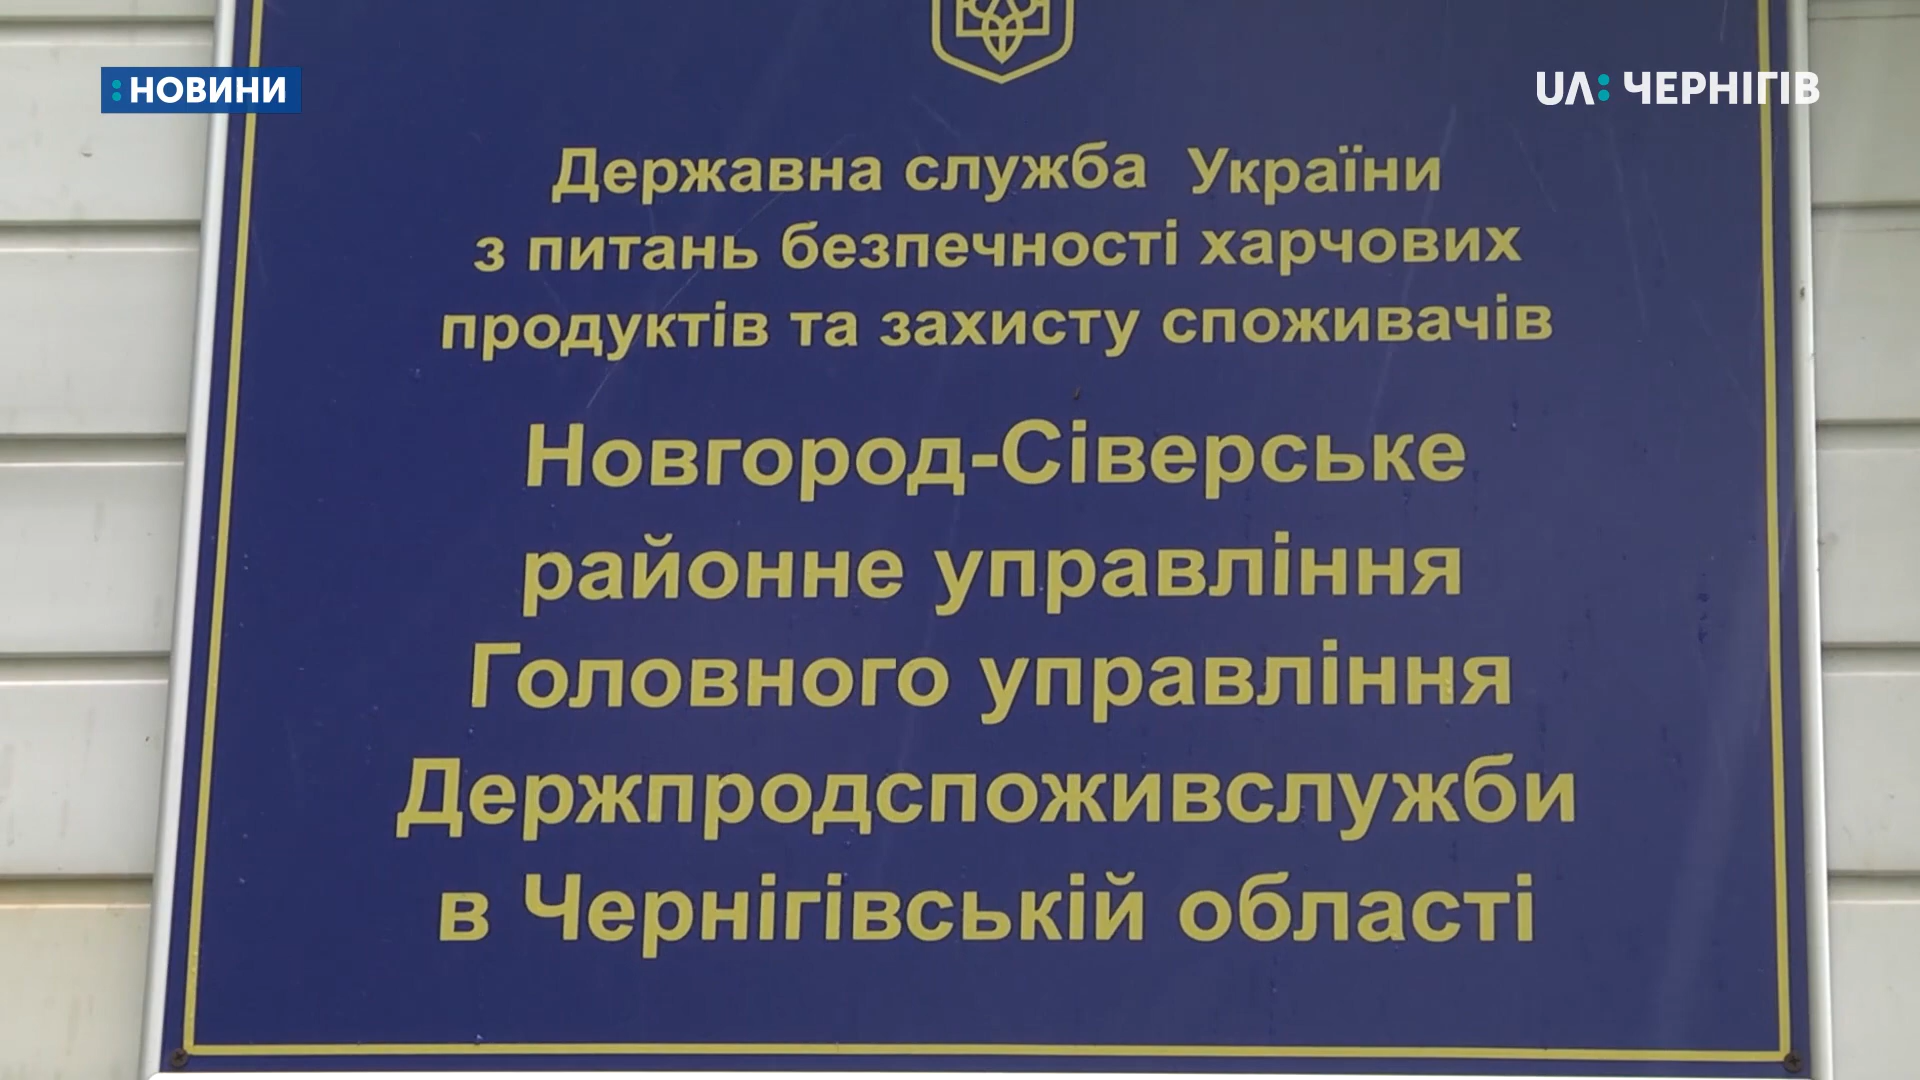 :НОВИНИ
UA: ЧЕРНІГІВ
Державна служба Україїни
з питань безпечності харчових
продуктів та захисту споживачів
Новгород-Сіверське
районне управління
Головного управління
Держпродспоживслужби
в Чернігівській області